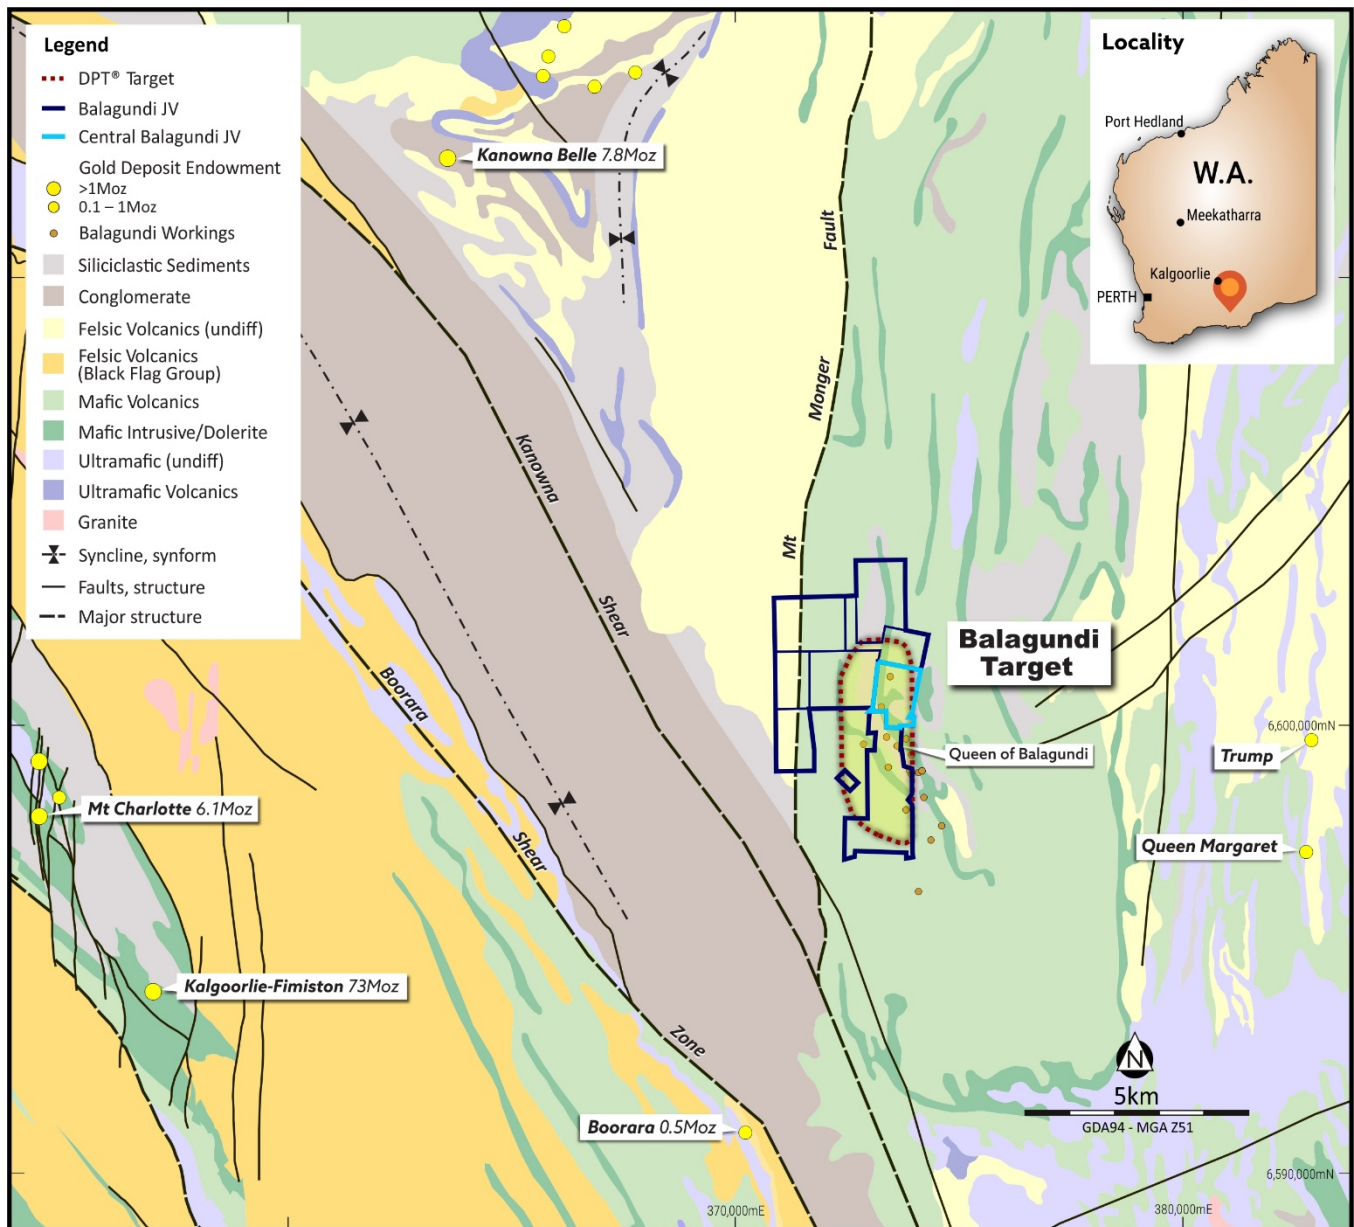 Legend
DPT® Target
Balagundi JV
Central Balagundi JV
Gold Deposit Endowment
>1Moz
0.1 – 1Moz
Balagundi Workings
Siliciclastic Sediments
Conglomerate
Felsic Volcanics (undiff)
Felsic Volcanics
(Black Flag Group)
Mafic Volcanics
Mafic Intrusive/Dolerite
Ultramafic (undiff)
Ultramafic Volcanics
Granite
Syncline, synform
Faults, structure
Major structure
Locality
Port Hedland
W.A.
Meekatharra
Kalgoorlie
PERTH
Kanowna Belle 7.8Moz
Mt Monger Fault
Kanowna Shear
Boorara Shear Zone
Balagundi
Target
Queen of Balagundi
6,600,000mN
Trump
Queen Margaret
Mt Charlotte 6.1Moz
Kalgoorlie-Fimiston 73Moz
Boorara 0.5Moz
N
5km
GDA94 - MGA Z51
6,590,000mN
370,000mE
380,000mE